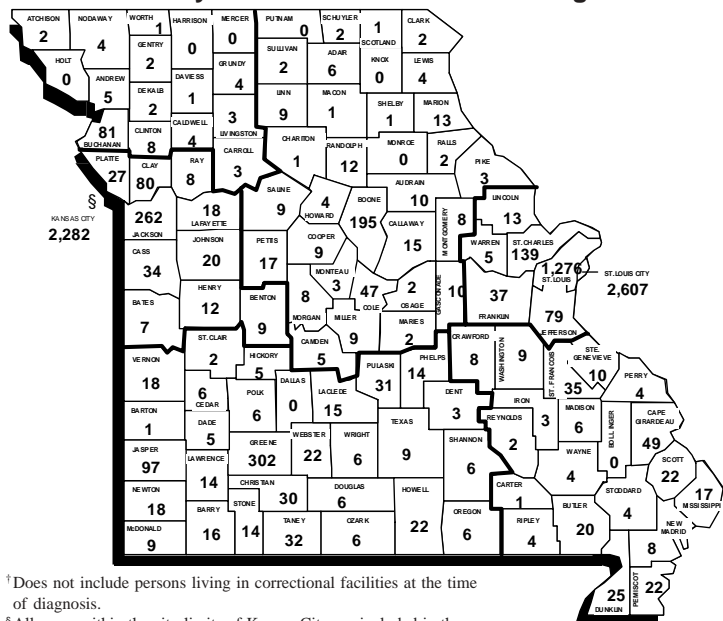 ATCHISON
2
NODAWAY
4
WORTH
1
HARRISON
0
MERCER
0
PUTNAM
0
SCHUYLER
2
SCOTLAND
1
CLARK
2
HOLT
0
GENTRY
2
SULLIVAN
2
ADAIR
6
KNOX
0
LEWIS
4
ANDREW
5
DEKALB
2
DAVIESS
1
GRUNDY
4
LINN
9
MACON
1
SHELBY
1
MARION
13
BUCHANAN
81
CLINTON
8
CALDWELL
4
LIVINGSTON
3
CHARITON
1
RANDOLPH
12
MONROE
0
RALLS
2
PLATTE
27
CLAY
80
RAY
8
CARROLL
3
PIKE
3
§
KANSAS CITY
2,282
262
JACKSON
18
LAFAYETTE
SALINE
9
4
HOWARD
BOONE
195
AUDRAIN
10
CALLAWAY
15
MONTGOMERY
8
LINCOLN
13
WARREN
5
ST. CHARLES
139
1,276
ST. LOUIS
ST. LOUIS CITY
2,607
CASS
34
JOHNSON
20
PETTIS
17
COOPER
9
MONITEAU
3
47
COLE
2
OSAGE
GASCONADE
10
37
FRANKLIN
79
JEFFERSON
BATES
7
HENRY
12
BENTON
9
8
MORGAN
MILLER
9
MARIES
2
CAMDEN
5
VERNON
18
ST. CLAIR
2
HICKORY
5
DALLAS
0
LACLEDE
15
PULASKI
31
PHELPS
14
CRAWFORD
8
WASHINGTON
9
ST. FRANCOIS
35
STE.
GENEVIEVE
10
PERRY
4
6
CEDAR
POLK
6
DENT
3
IRON
3
REYNOLDS
2
MADISON
6
BOLLINGER
0
CAPE
GIRARDEAU
49
BARTON
1
DADE
5
GREENE
302
WEBSTER
22
WRIGHT
6
TEXAS
9
SHANNON
6
WAYNE
4
SCOTT
22
17
MISSISSIPPI
JASPER
97
LAWRENCE
14
CHRISTIAN
30
DOUGLAS
6
HOWELL
22
CARTER
1
BUTLER
20
STODDARD
4
NEW
MADRID
8
NEWTON
18
BARRY
16
STONE
14
TANEY
32
OZARK
6
OREGON
6
RIPLEY
4
McDONALD
9
25
DUNKLIN
PEMISCOT
22
†Does not include persons living in correctional facilities at the time
of diagnosis.